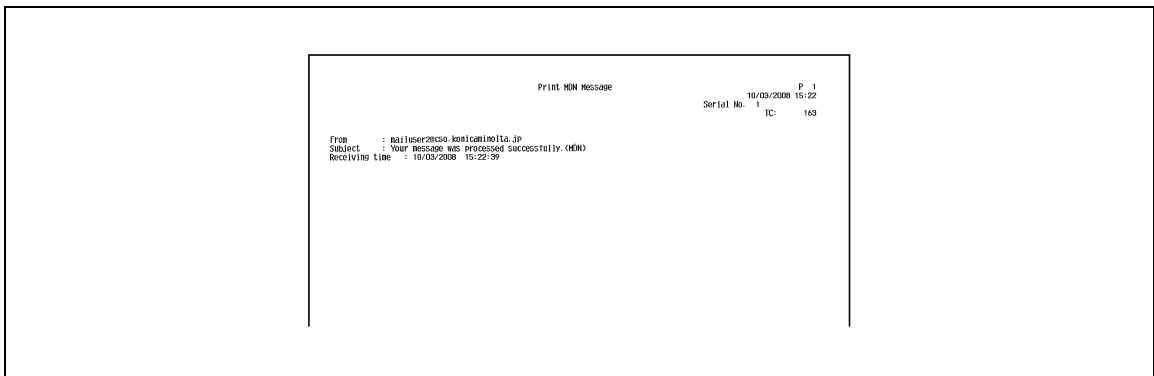 Print MDN Message P 1
10/03/2008 15:22
Serial No. 1
TC: 163
From : mailuser2@cso.konicaminolta.jp
Subject : Your message was processed successfully.(MDN)
Receiving time : 10/03/2008 15:22:39